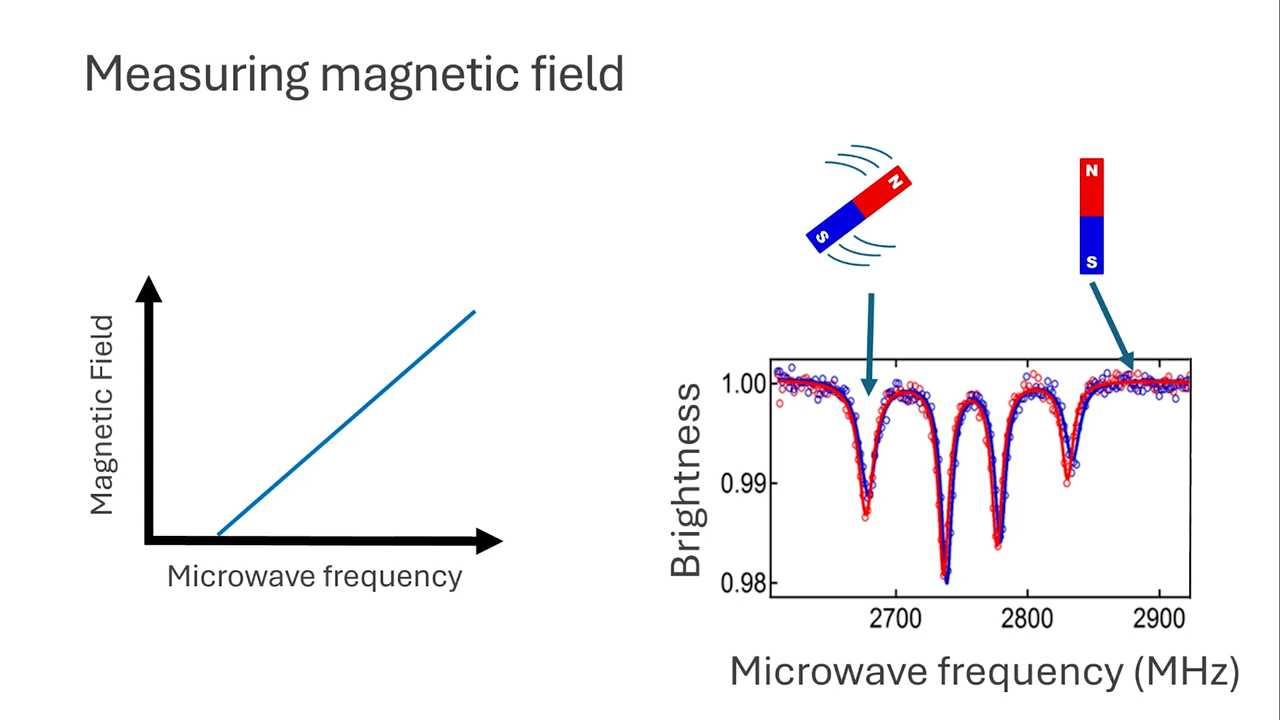 Measuring magnetic field
N
S
N
S
Magnetic Field
Microwave frequency
Brightness
1.00
0.99
0.98
2700 2800 2900
Microwave frequency (MHz)